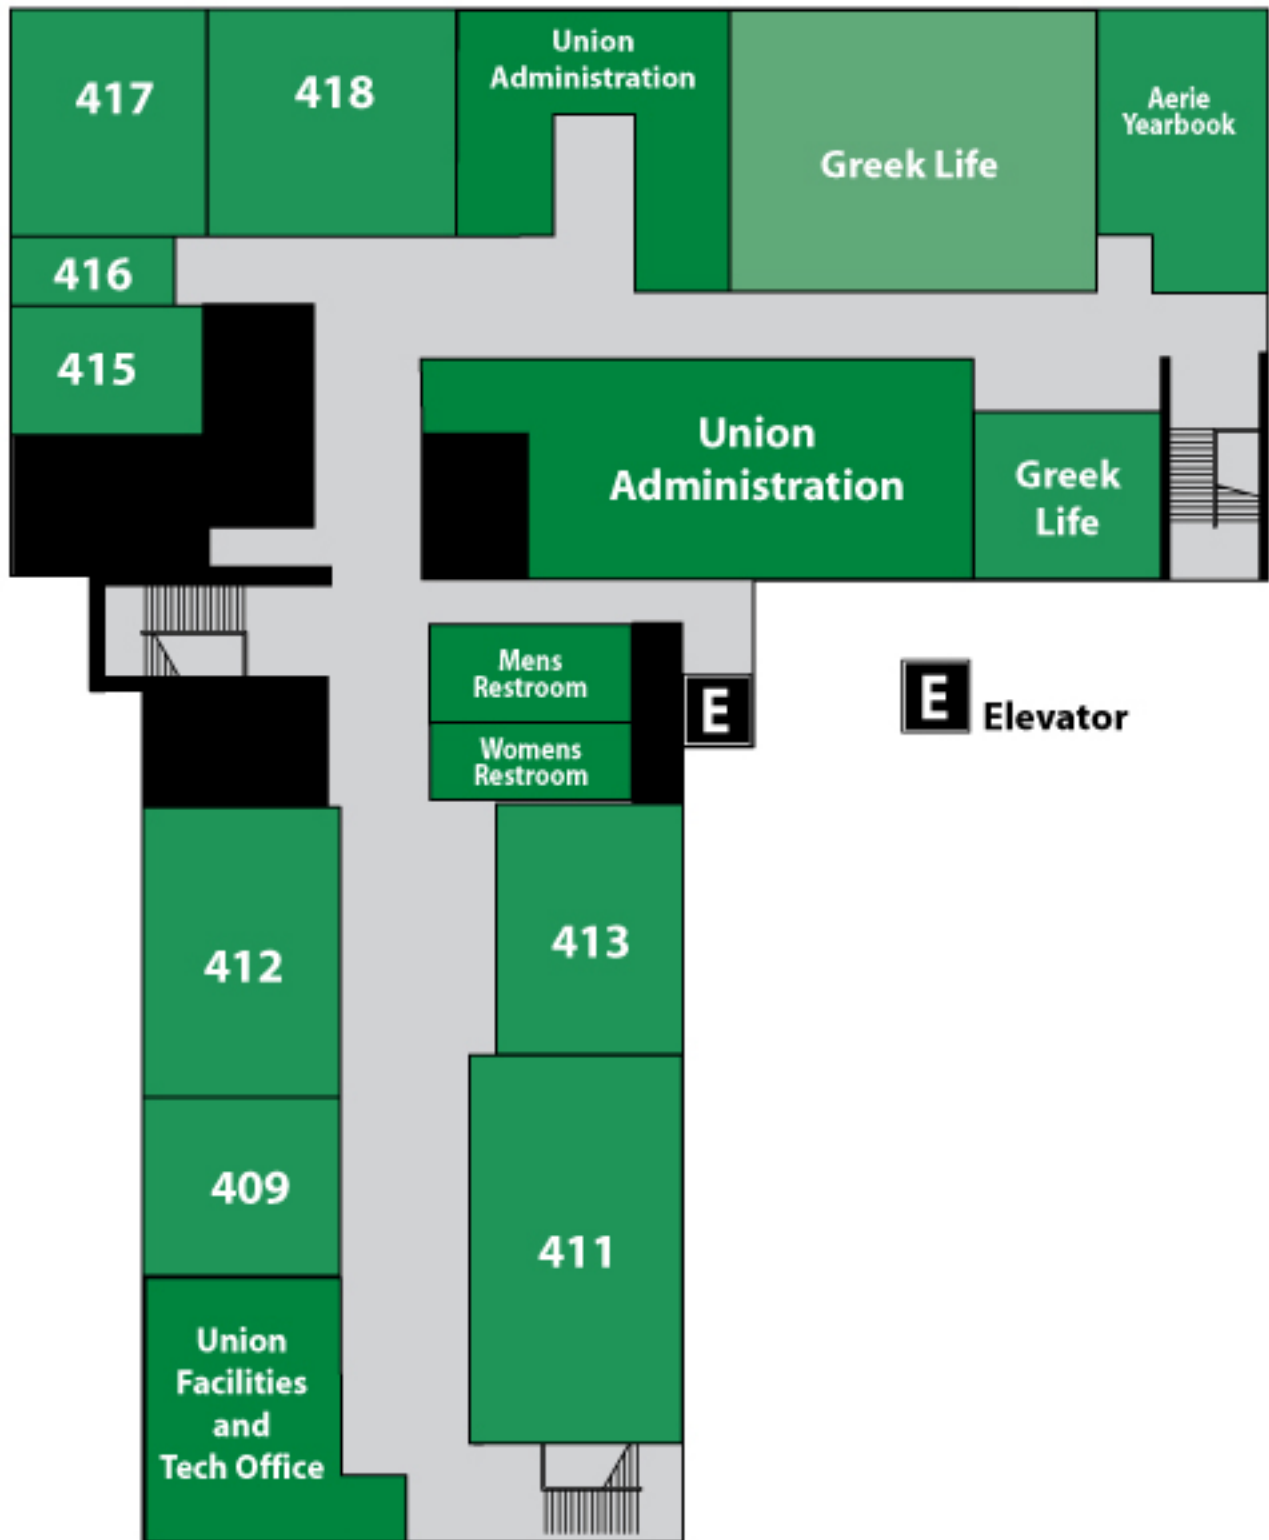 417
418
Union
Administration
Greek Life
Aerie
Yearbook
416
415
Union
Administration
Greek
Life
Mens
Restroom
Womens
Restroom
E
E
Elevator
412
413
409
411
Union
Facilities
and
Tech Office